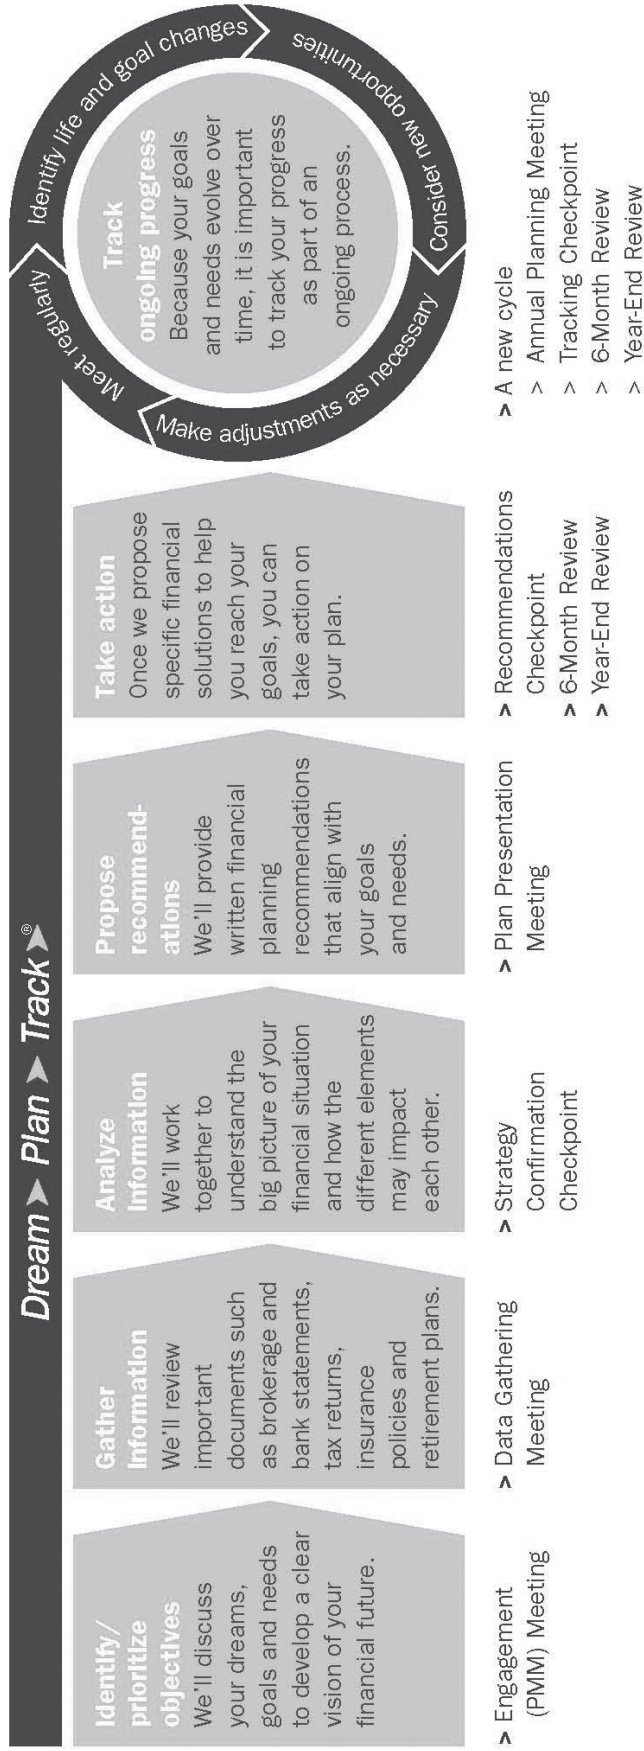 Dream > Plan > Track >®
Identify/
prioritize
objectives
We'll discuss
your dreams,
goals and needs
to develop a clear
vision of your
financial future.
> Engagement
(PMM) Meeting
Gather
Information
We'll review
important
documents such
as brokerage and
bank statements,
tax returns,
insurance
policies and
retirement plans.
> Data Gathering
Meeting
Analyze
Information
We'll work
together to
understand the
big picture of your
financial situation
and how the
different elements
may impact
each other.
> Strategy
Confirmation
Checkpoint
Propose
recommend-
ations
We'll provide
written financial
planning
recommendations
that align with
your goals
and needs.
> Plan Presentation
Meeting
Take action
Once we propose
specific financial
solutions to help
you reach your
goals, you can
take action on
your plan.
> Recommendations
Checkpoint
> 6-Month Review
> Year-End Review
Meet regularly
Identify life and goal changes
Consider new opportunities
Make adjustments as necessary
Track
ongoing progress
Because your goals
and needs evolve over
time, it is important
to track your progress
as part of an
ongoing process.
> A new cycle
> Annual Planning Meeting
> Tracking Checkpoint
> 6-Month Review
> Year-End Review